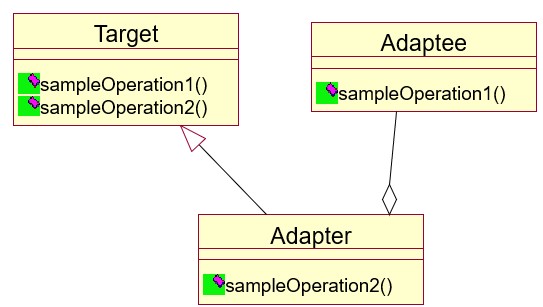 Target
sampleOperation1()
sampleOperation2()
Adaptee
sampleOperation1()
Adapter
sampleOperation2()